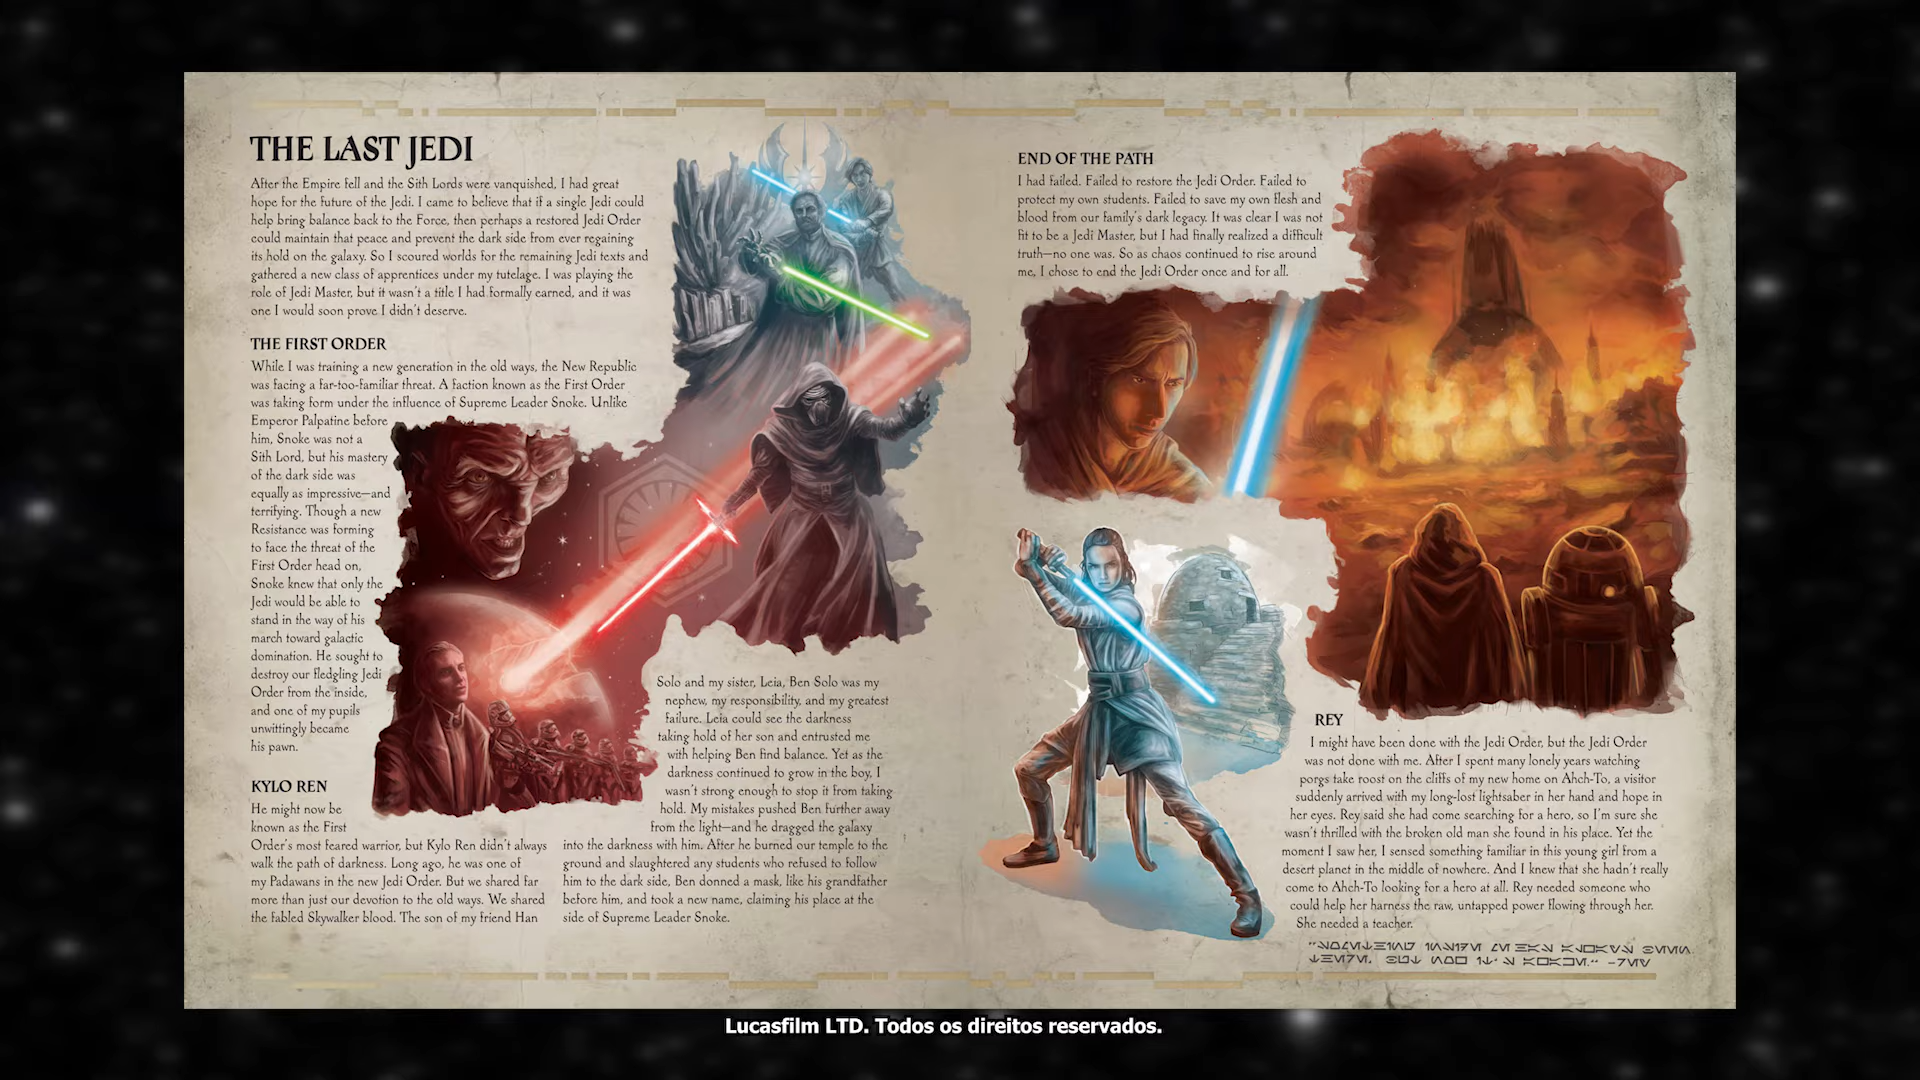 THE LAST JEDI
After the Empire fell and the Sith Lords were vanquished, I had great
hope for the future of the Jedi. I came to believe that if a single Jedi could
help bring balance back to the Force, then perhaps a restored Jedi Order
could maintain that peace and prevent the dark side from ever regaining
its hold on the galaxy. So I scoured worlds for the remaining Jedi texts and
gathered a new class of apprentices under my tutelage. I was playing the
role of Jedi Master, but it wasn't a title I had formally earned, and it was
one I would soon prove I didn't deserve.
THE FIRST ORDER
While I was training a new generation in the old ways, the New Republic
was facing a far-too-familiar threat. A faction known as the First Order
was taking form under the influence of Supreme Leader Snoke. Unlike
Emperor Palpatine before
him, Snoke was not a
Sith Lord, but his mastery
of the dark side was
equally as impressive—and
terrifying. Though a new
Resistance was forming
to face the threat of the
First Order head on,
Snoke knew that only the
Jedi would be able to
stand in the way of his
march toward galactic
domination. He sought to
destroy our fledgling Jedi
Order from the inside,
and one of my pupils
unwittingly became
his pawn.
KYLO REN
He might now be
known as the First
Order's most feared warrior, but Kylo Ren didn't always
walk the path of darkness. Long ago, he was one of
my Padawans in the new Jedi Order. But we shared far
more than just our devotion to the old ways. We shared
the fabled Skywalker blood. The son of my friend Han
Solo and my sister, Leia, Ben Solo was my
nephew, my responsibility, and my greatest
failure. Leia could see the darkness
taking hold of her son and entrusted me
with helping Ben find balance. Yet as the
darkness continued to grow in the boy, I
wasn't strong enough to stop it from taking
hold. My mistakes pushed Ben further away
from the light—and he dragged the galaxy
into the darkness with him. After he burned our temple to the
ground and slaughtered any students who refused to follow
him to the dark side, Ben donned a mask, like his grandfather
before him, and took a new name, claiming his place at the
side of Supreme Leader Snoke.
END OF THE PATH
I had failed. Failed to restore the Jedi Order. Failed to
protect my own students. Failed to save my own flesh and
blood from our family's dark legacy. It was clear I was not
fit to be a Jedi Master, but I had finally realized a difficult
truth—no one was. So as chaos continued to rise around
me, I chose to end the Jedi Order once and for all.
REY
I might have been done with the Jedi Order, but the Jedi Order
was not done with me. After I spent many lonely years watching
porgs take roost on the cliffs of my new home on Ahch-To, a visitor
suddenly arrived with my long-lost lightsaber in her hand and hope in
her eyes. Rey said she had come searching for a hero, so I'm sure she
wasn't thrilled with the broken old man she found in his place. Yet the
moment I saw her, I sensed something familiar in this young girl from a
desert planet in the middle of nowhere. And I knew that she hadn't really
come to Ahch-To looking for a hero at all. Rey needed someone who
could help her harness the raw, untapped power flowing through her.
She needed a teacher.
Lucasfilm LTD. Todos os direitos reservados.